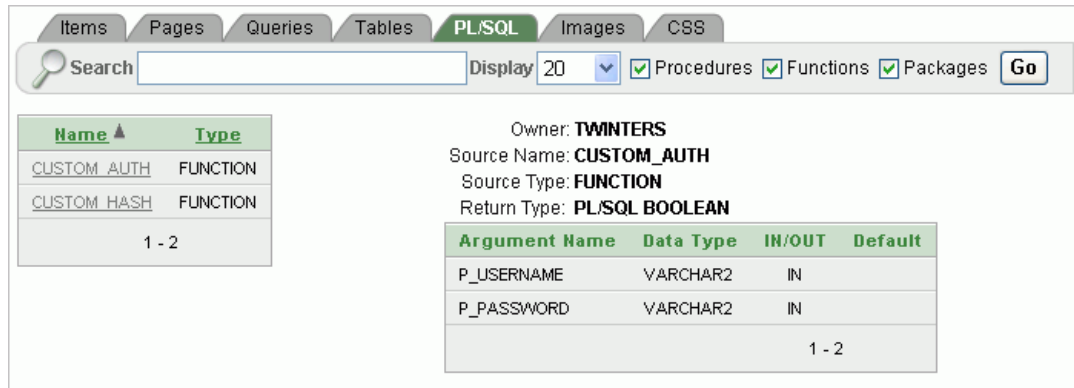 Items Pages Queries Tables PL/SQL Images CSS
Search Display 20 Procedures Functions Packages Go
Name Type
CUSTOM_AUTH FUNCTION
CUSTOM_HASH FUNCTION
1 - 2
Owner: TWINTERS
Source Name: CUSTOM_AUTH
Source Type: FUNCTION
Return Type: PL/SQL BOOLEAN
Argument Name Data Type IN/OUT Default
P_USERNAME VARCHAR2 IN
P_PASSWORD VARCHAR2 IN
1 - 2